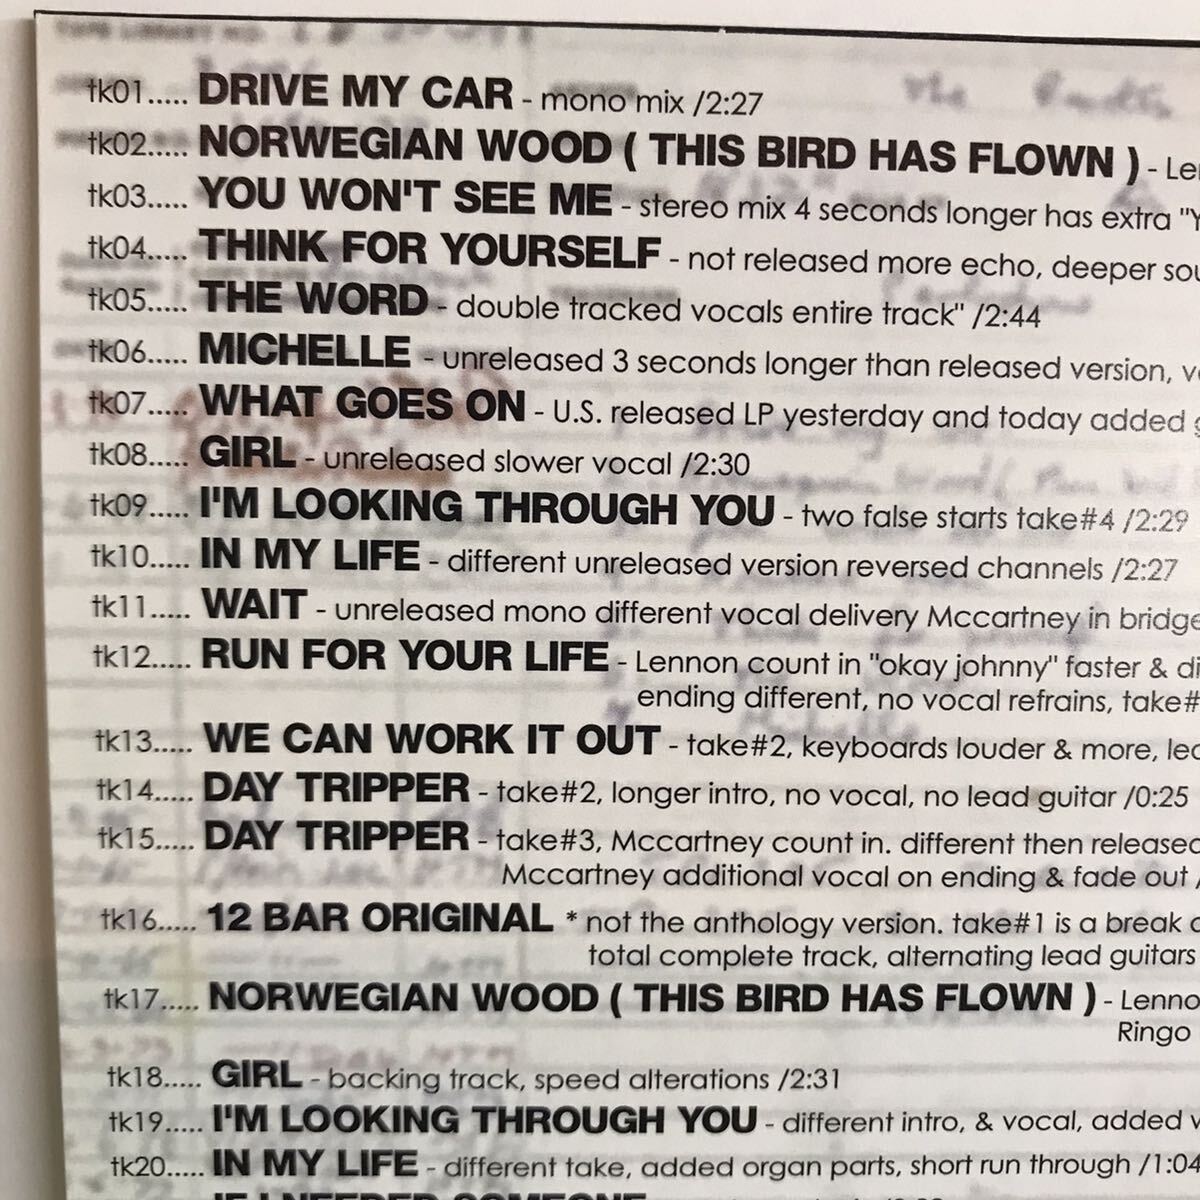 tk01..... DRIVE MY CAR - mono mix /2:27
tk02..... NORWEGIAN WOOD ( THIS BIRD HAS FLOWN ) -
tk03..... YOU WON'T SEE ME - stereo mix 4 seconds longer has extra "Y
tk04..... THINK FOR YOURSELF - not released more echo, deeper
tk05..... THE WORD - double tracked vocals entire track" /2:44
tk06..... MICHELLE - unreleased 3 seconds longer than released version,
tk07..... WHAT GOES ON - U.S. released LP yesterday and today added
tk08..... GIRL - unreleased slower vocal /2:30
tk09..... I'M LOOKING THROUGH YOU - two false starts take#4 /2:29
tk10..... IN MY LIFE - different unreleased version reversed channels /2:27
tk11..... WAIT - unreleased mono different vocal delivery Mccartney in bridge
tk12..... RUN FOR YOUR LIFE - Lennon count in "okay johnny" faster &
ending different, no vocal refrains, take#
tk13..... WE CAN WORK IT OUT - take#2, keyboards louder & more,
tk14..... DAY TRIPPER - take#2, longer intro, no vocal, no lead guitar /0:25
tk15..... DAY TRIPPER - take#3, Mccartney count in. different then released
Mccartney additional vocal on ending & fade out /
tk16..... 12 BAR ORIGINAL * not the anthology version. take#1 is a break
total complete track, alternating lead guitars
tk17..... NORWEGIAN WOOD ( THIS BIRD HAS FLOWN ) - Lenno
Ringo
tk18..... GIRL - backing track, speed alterations /2:31
tk19..... I'M LOOKING THROUGH YOU - different intro, & vocal, added
tk20..... IN MY LIFE - different take, added organ parts, short run through /1:04
IF I NEEDED SOMEONE